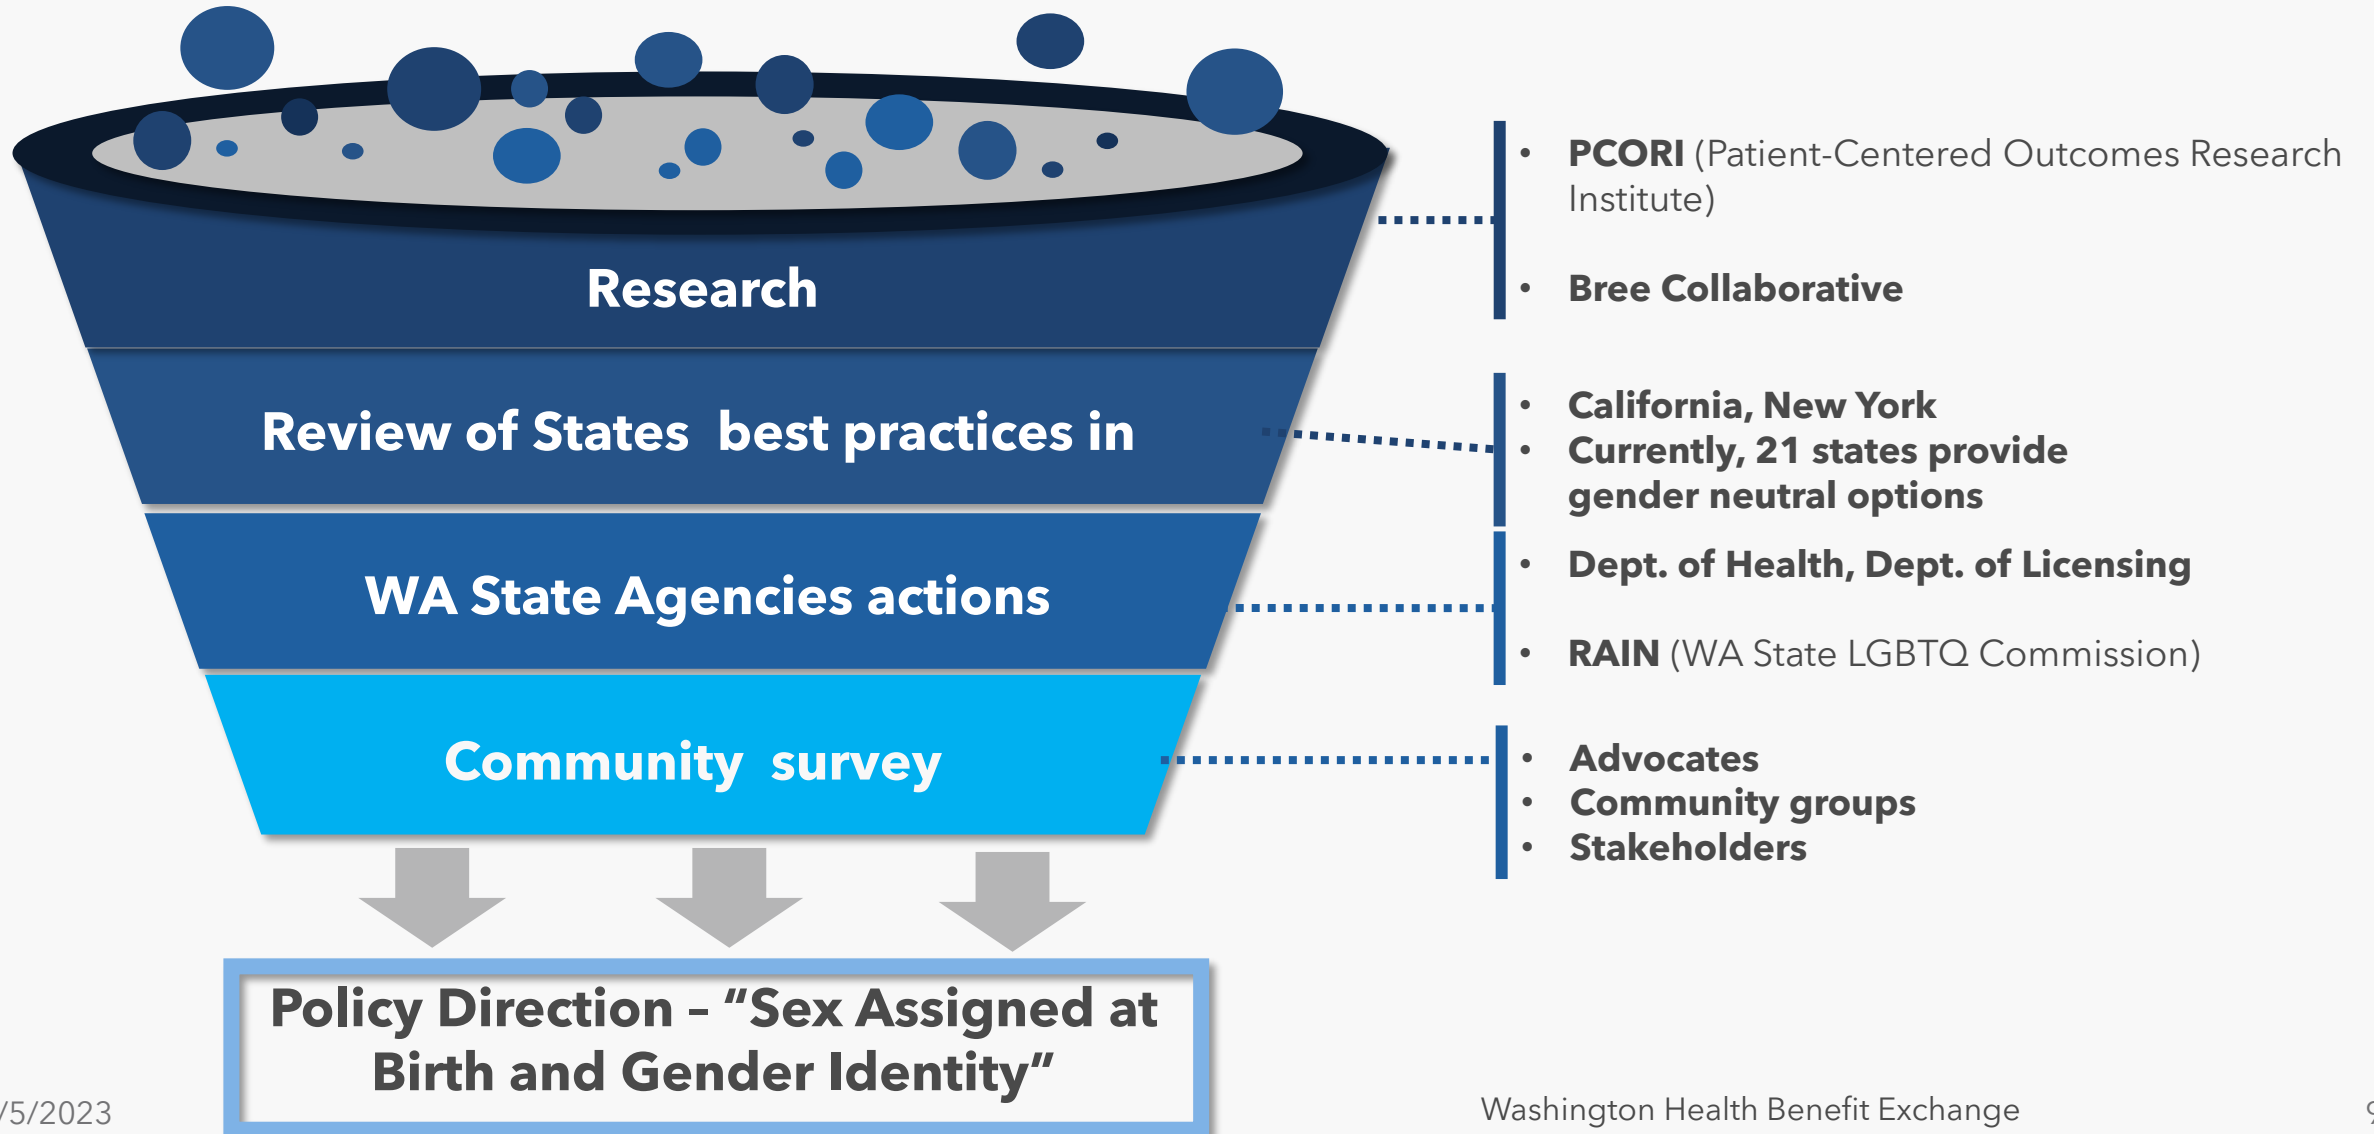 Research
• PCORI (Patient-Centered Outcomes Research
Institute)
• Bree Collaborative
Review of States  best practices in
• California, New York
• Currently, 21 states provide
gender neutral options
WA State Agencies actions
• Dept. of Health, Dept. of Licensing
• RAIN (WA State LGBTQ Commission)
Community  survey
• Advocates
• Community groups
• Stakeholders
Policy Direction – "Sex Assigned at
Birth and Gender Identity"
/5/2023
Washington Health Benefit Exchange